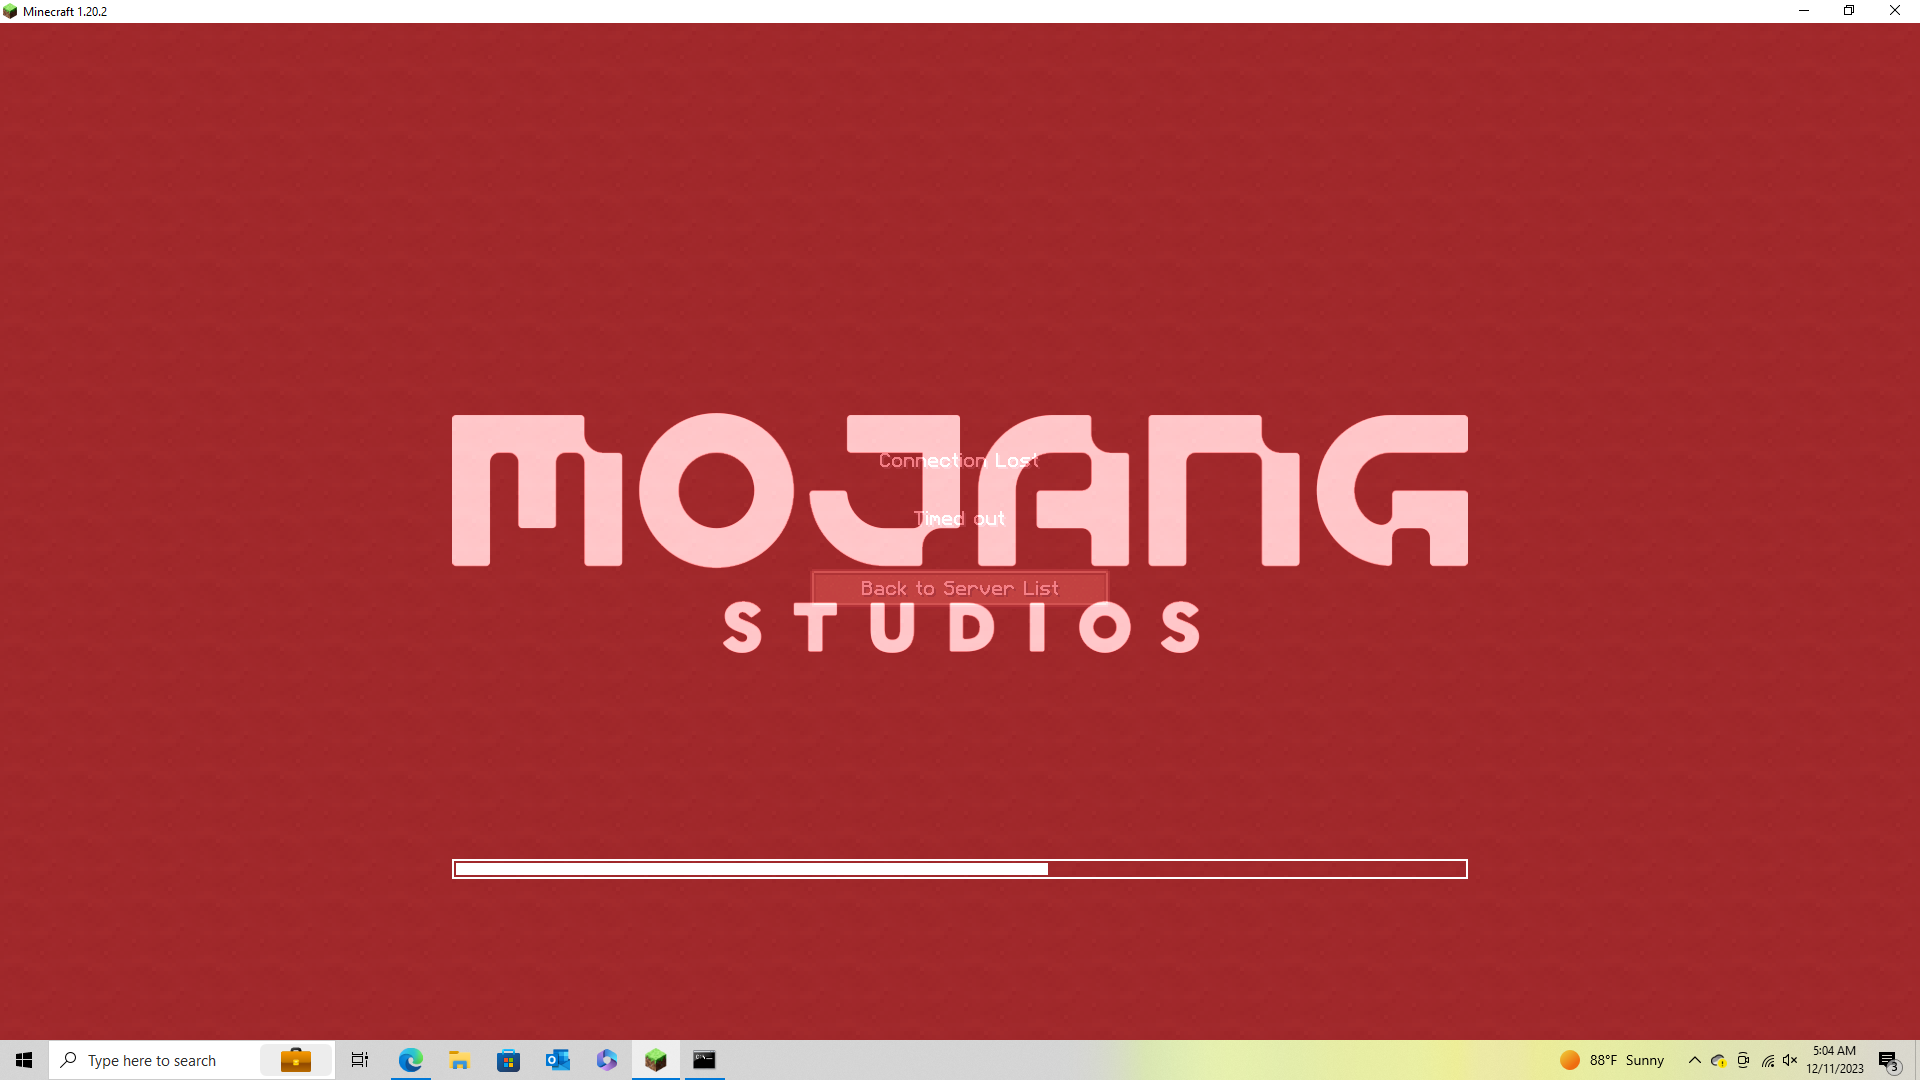 Minecraft 1.20.2
MOJANG
Connection Lost
Timed out
Back to Server List
STUDIOS
Type here to search
88°F Sunny
5:04 AM
12/11/2023
3